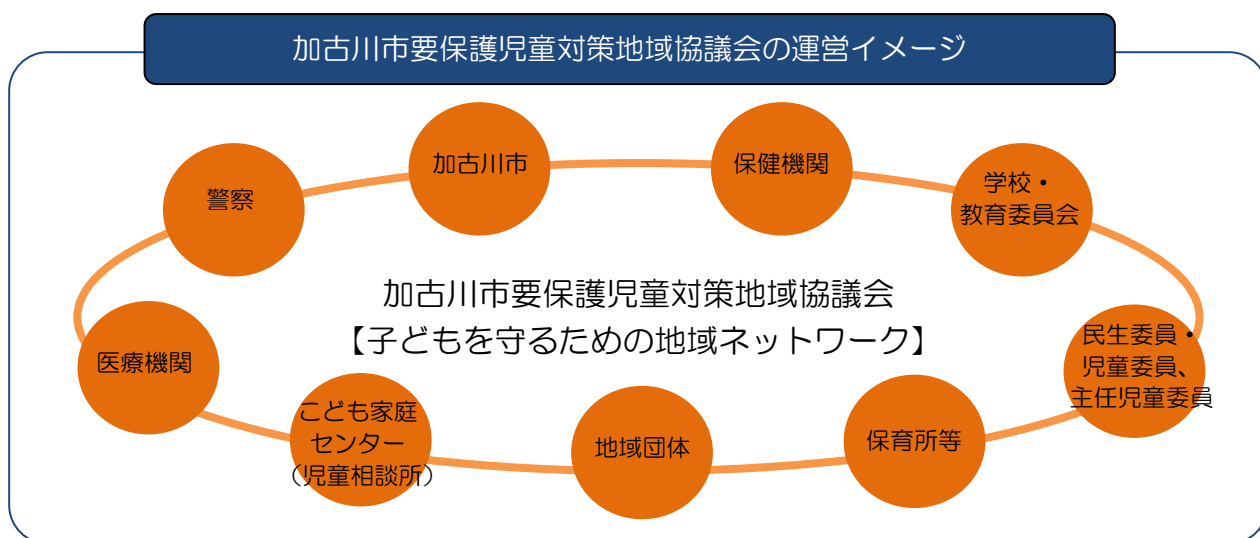 加古川市要保護児童対策地域協議会の運営イメージ
加古川市
保健機関
学校・
教育委員会
警察
加古川市要保護児童対策地域協議会
【子どもを守るための地域ネットワーク】
民生委員・
児童委員、
主任児童委員
医療機関
こども家庭
センター
（児童相談所）
地域団体
保育所等